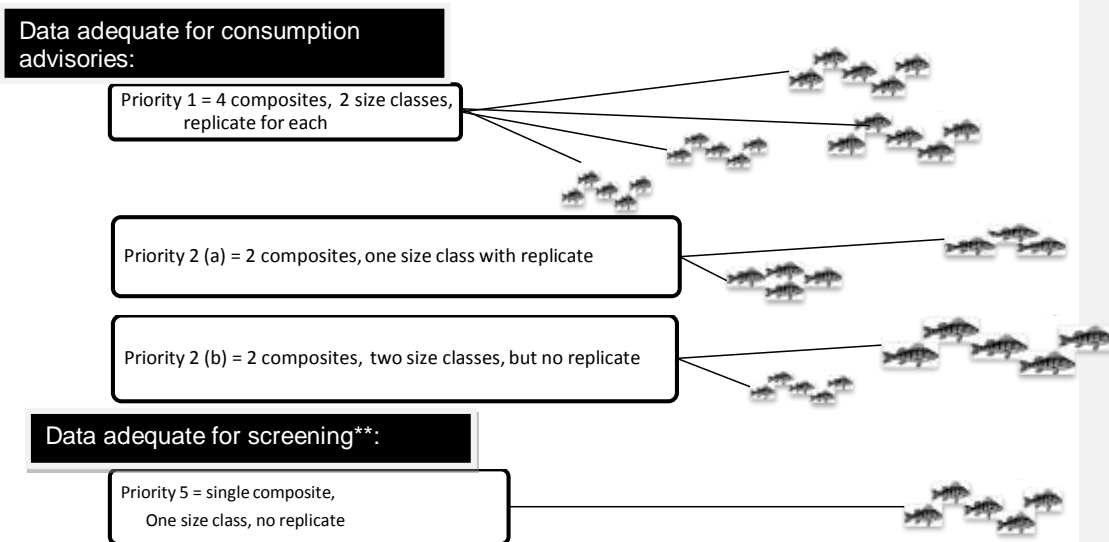 Data adequate for consumption
advisories:
Priority 1 = 4 composites, 2 size classes,
replicate for each
Priority 2 (a) = 2 composites, one size class with replicate
Priority 2 (b) = 2 composites, two size classes, but no replicate
Data adequate for screening**:
Priority 5 = single composite,
One size class, no replicate